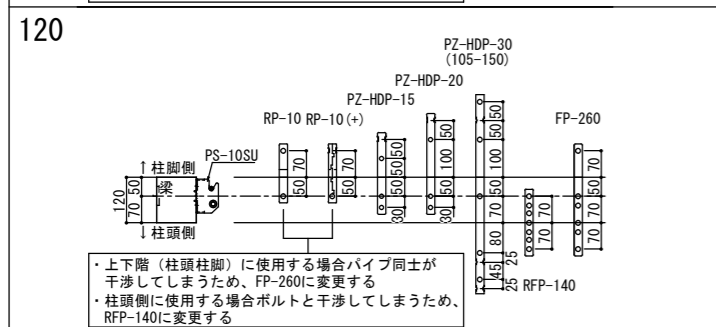 120
PZ-HDP-30
(105-150)
PZ-HDP-20
PZ-HDP-15
RP-10 RP-10(+)
FP-260
PS-10SU
↑柱脚側
梁
↓柱頭側
120
50
70
70
50
70
50
50
50
50
30
50
100
50
30
50
50
100
50
70
80
25
45
25
70
70
RFP-140
70
50
70
70
・上下階（柱頭柱脚）に使用する場合パイプ同士が
干渉してしまうため、FP-260に変更する
・柱頭側に使用する場合ボルトと干渉してしまうため、
RFP-140に変更する